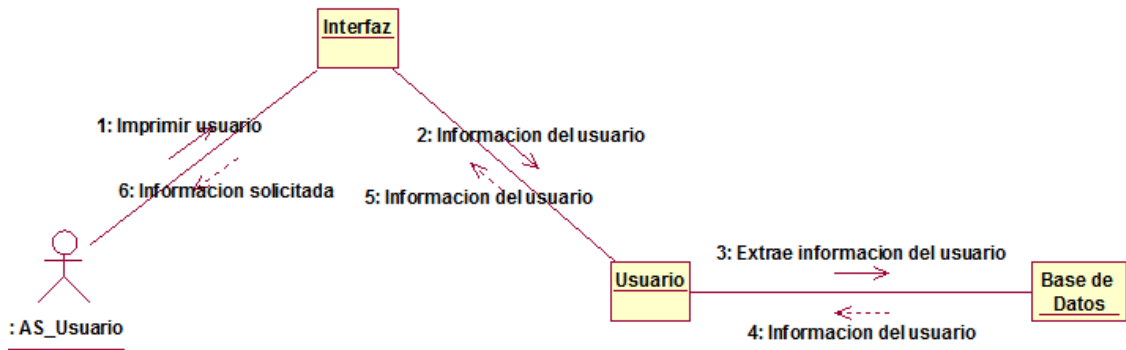 Interfaz
1: Imprimir usuario
2: Informacion del usuario
6: Informacion solicitada
5: Informacion del usuario
3: Extrae informacion del usuario
Usuario
Base de
Datos
: AS_Usuario
4: Informacion del usuario